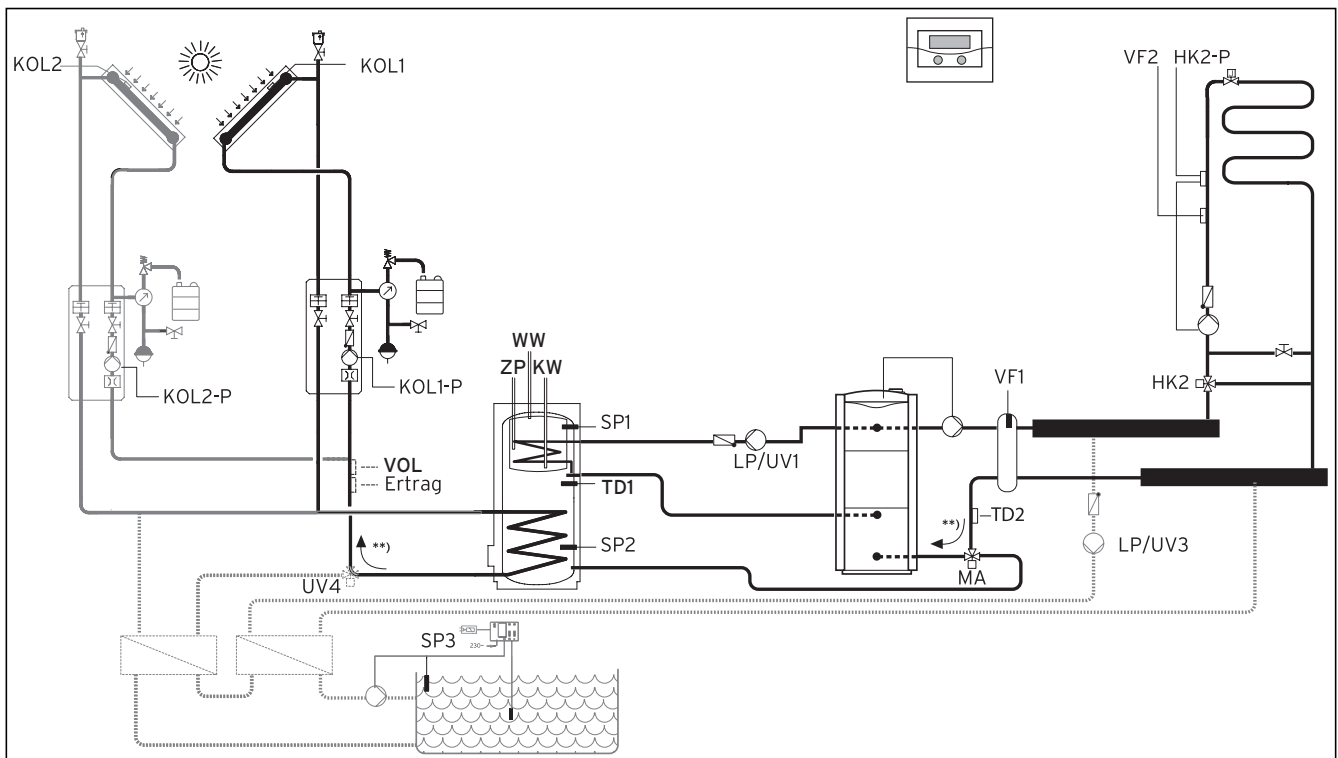 KOL2
KOL1
VF2 HK2-P
KOL2-P
KOL1-P
WW
ZP KW
SP1
VF1
HK2
LP/UV1
VOL
Ertrag
TD1
TD2
SP2
**)
**)
LP/UV3
MA
UV4
SP3
230~